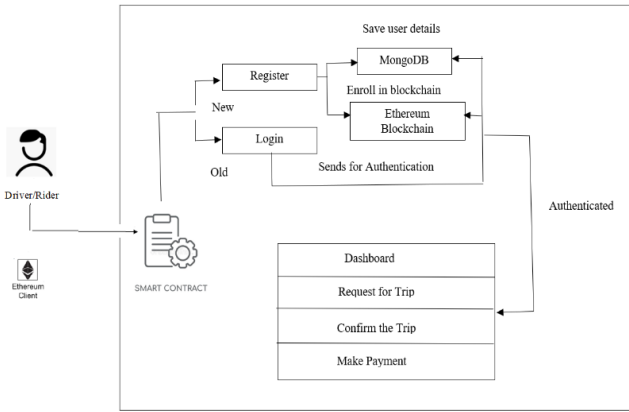 Save user details
MongoDB
Register
Enroll in blockchain
New
Ethereum
Blockchain
Login
Old
Sends for Authentication
Driver/Rider
Authenticated
Ethereum
Client
SMART CONTRACT
Dashboard
Request for Trip
Confirm the Trip
Make Payment